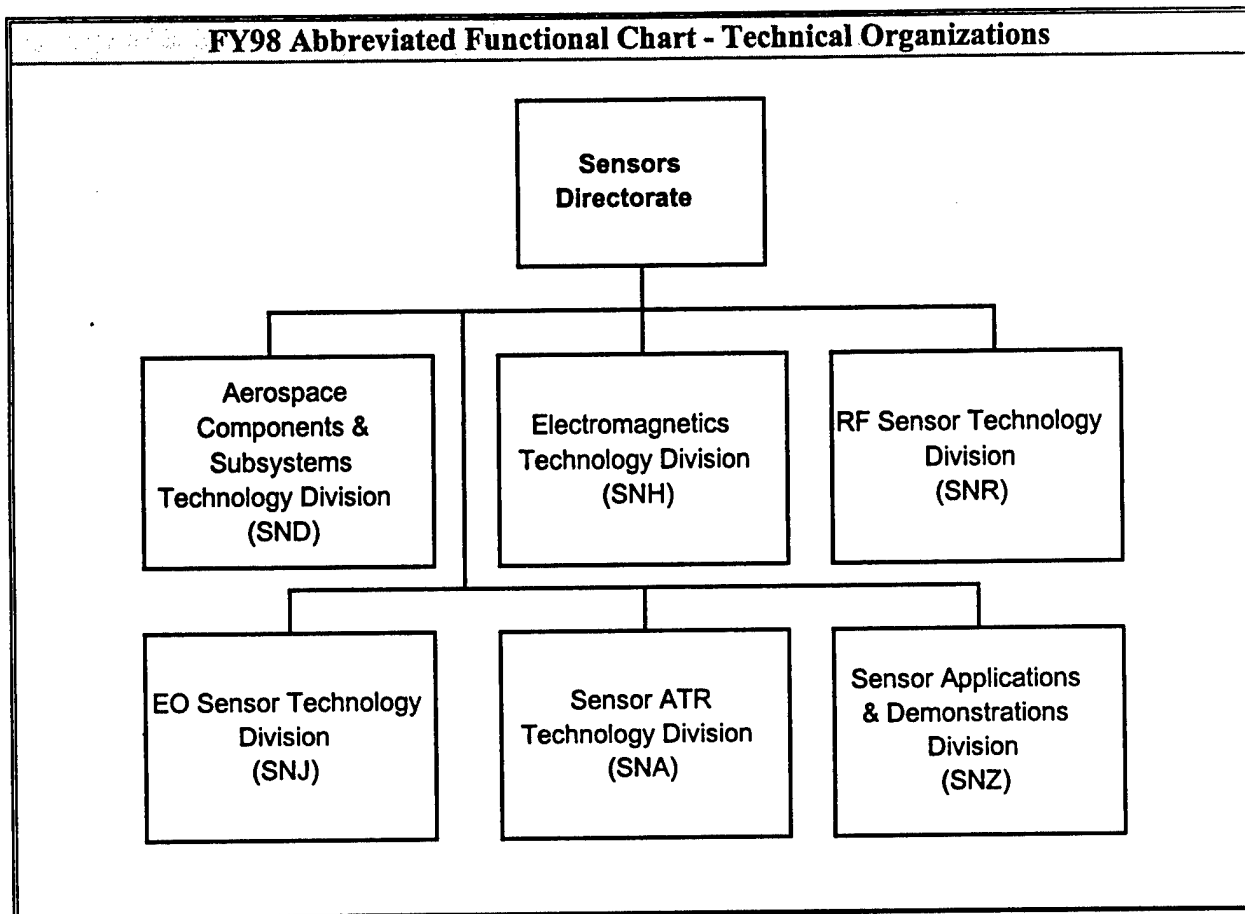 FY98 Abbreviated Functional Chart - Technical Organizations
Sensors
Directorate
Aerospace
Components &
Subsystems
Technology Division
(SND)
Electromagnetics
Technology Division
(SNH)
RF Sensor Technology
Division
(SNR)
EO Sensor Technology
Division
(SNJ)
Sensor ATR
Technology Division
(SNA)
Sensor Applications
& Demonstrations
Division
(SNZ)